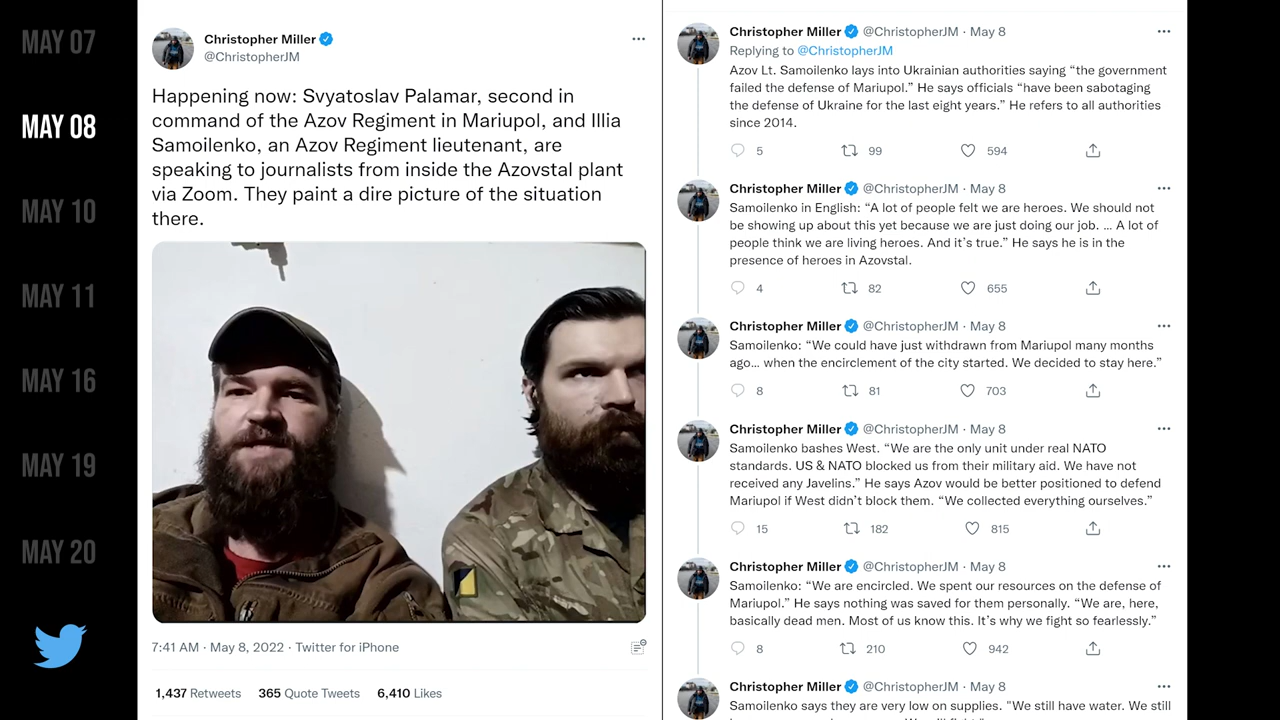 MAY 07
MAY 08
MAY 10
MAY 11
MAY 16
MAY 19
MAY 20
Christopher Miller
@ChristopherJM
Happening now: Svyatoslav Palamar, second in
command of the Azov Regiment in Mariupol, and Illia
Samoilenko, an Azov Regiment lieutenant, are
speaking to journalists from inside the Azovstal plant
via Zoom. They paint a dire picture of the situation
there.
7:41 AM · May 8, 2022 · Twitter for iPhone
1,437 Retweets 365 Quote Tweets 6,410 Likes
Christopher Miller @ChristopherJM · May 8
Replying to @ChristopherJM
Azov Lt. Samoilenko lays into Ukrainian authorities saying “the government
failed the defense of Mariupol.” He says officials “have been sabotaging
the defense of Ukraine for the last eight years.” He refers to all authorities
since 2014.
5 99 594
Christopher Miller @ChristopherJM · May 8
Samoilenko in English: “A lot of people felt we are heroes. We should not
be showing up about this yet because we are just doing our job. ... A lot of
people think we are living heroes. And it’s true.” He says he is in the
presence of heroes in Azovstal.
4 82 655
Christopher Miller @ChristopherJM · May 8
Samoilenko: “We could have just withdrawn from Mariupol many months
ago... when the encirclement of the city started. We decided to stay here.”
8 81 703
Christopher Miller @ChristopherJM · May 8
Samoilenko bashes West. “We are the only unit under real NATO
standards. US & NATO blocked us from their military aid. We have not
received any Javelins.” He says Azov would be better positioned to defend
Mariupol if West didn’t block them. “We collected everything ourselves.”
15 182 815
Christopher Miller @ChristopherJM · May 8
Samoilenko: “We are encircled. We spent our resources on the defense of
Mariupol.” He says nothing was saved for them personally. “We are, here,
basically dead men. Most of us know this. It’s why we fight so fearlessly.”
8 210 942
Christopher Miller @ChristopherJM · May 8
Samoilenko says they are very low on supplies. "We still have water. We still